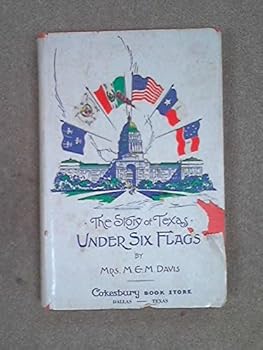 The Story of Texas
UNDER SIX FLAGS
BY
MRS. M. E. M. DAVIS
Cokesbury BOOK STORE
DALLAS — TEXAS